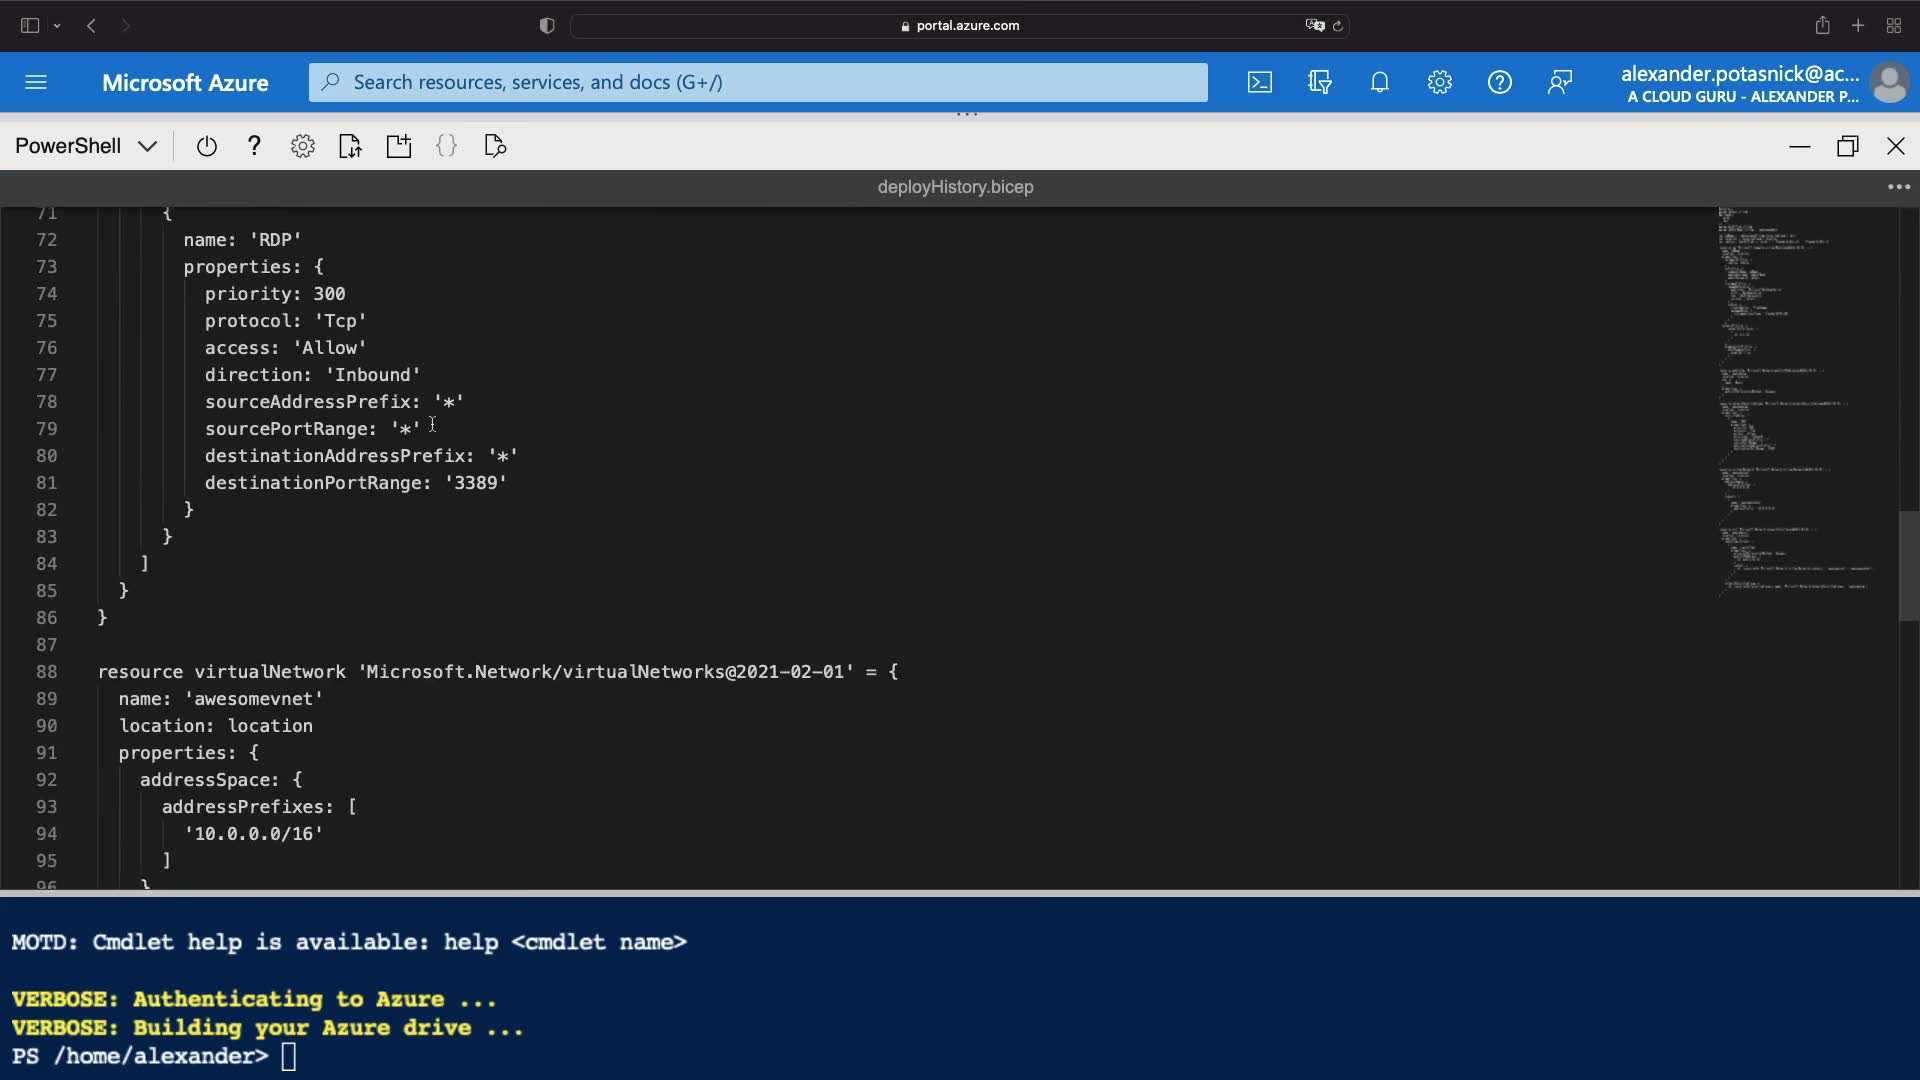 portal.azure.com
Microsoft Azure
Search resources, services, and docs (G+/)
alexander.potasnick@ac...
A CLOUD GURU - ALEXANDER P...
PowerShell
deployHistory.bicep
71 {
72 name: 'RDP'
73 properties: {
74 priority: 300
75 protocol: 'Tcp'
76 access: 'Allow'
77 direction: 'Inbound'
78 sourceAddressPrefix: '*'
79 sourcePortRange: '*'
80 destinationAddressPrefix: '*'
81 destinationPortRange: '3389'
82 }
83 }
84 ]
85 }
86 }
87
88 resource virtualNetwork 'Microsoft.Network/virtualNetworks@2021-02-01' = {
89 name: 'awesomevnet'
90 location: location
91 properties: {
92 addressSpace: {
93 addressPrefixes: [
94 '10.0.0.0/16'
95 ]
96 }
MOTD: Cmdlet help is available: help <cmdlet name>
VERBOSE: Authenticating to Azure ...
VERBOSE: Building your Azure drive ...
PS /home/alexander>